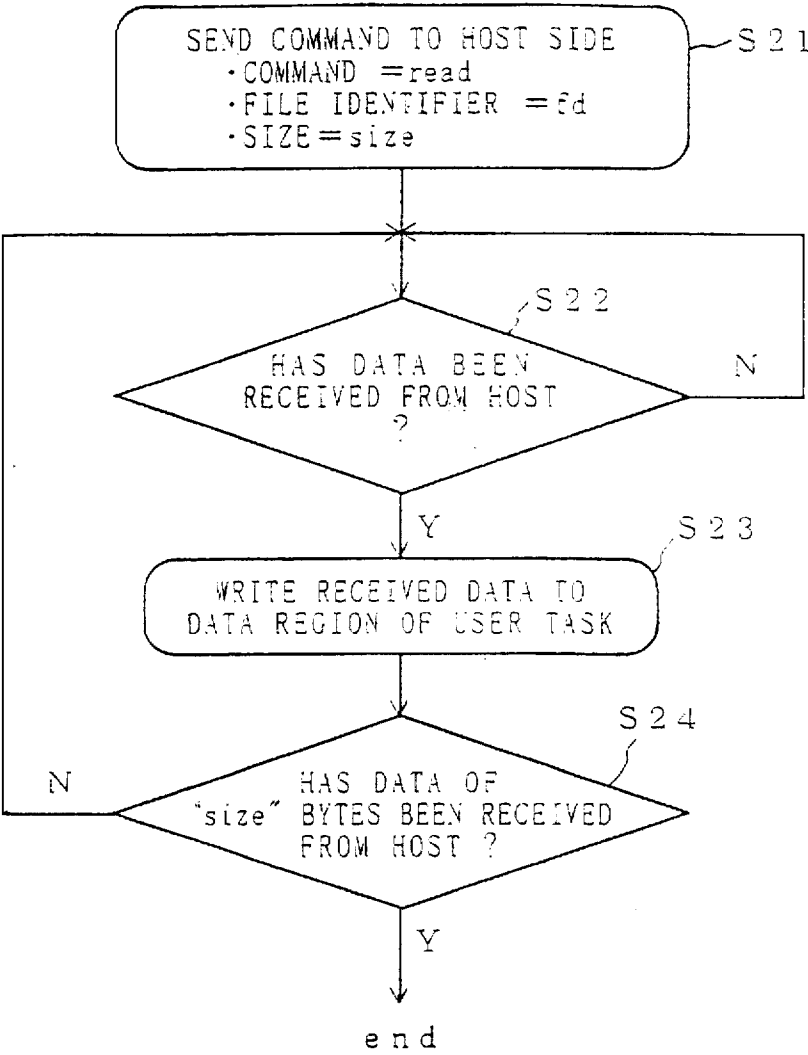 SEND COMMAND TO HOST SIDE
S21
·COMMAND =read
·FILE IDENTIFIER =fd
·SIZE=size
S22
HAS DATA BEEN
RECEIVED FROM HOST
?
N
Y
S23
WRITE RECEIVED DATA TO
DATA REGION OF USER TASK
S24
N
HAS DATA OF
"size" BYTES BEEN RECEIVED
FROM HOST ?
Y
end